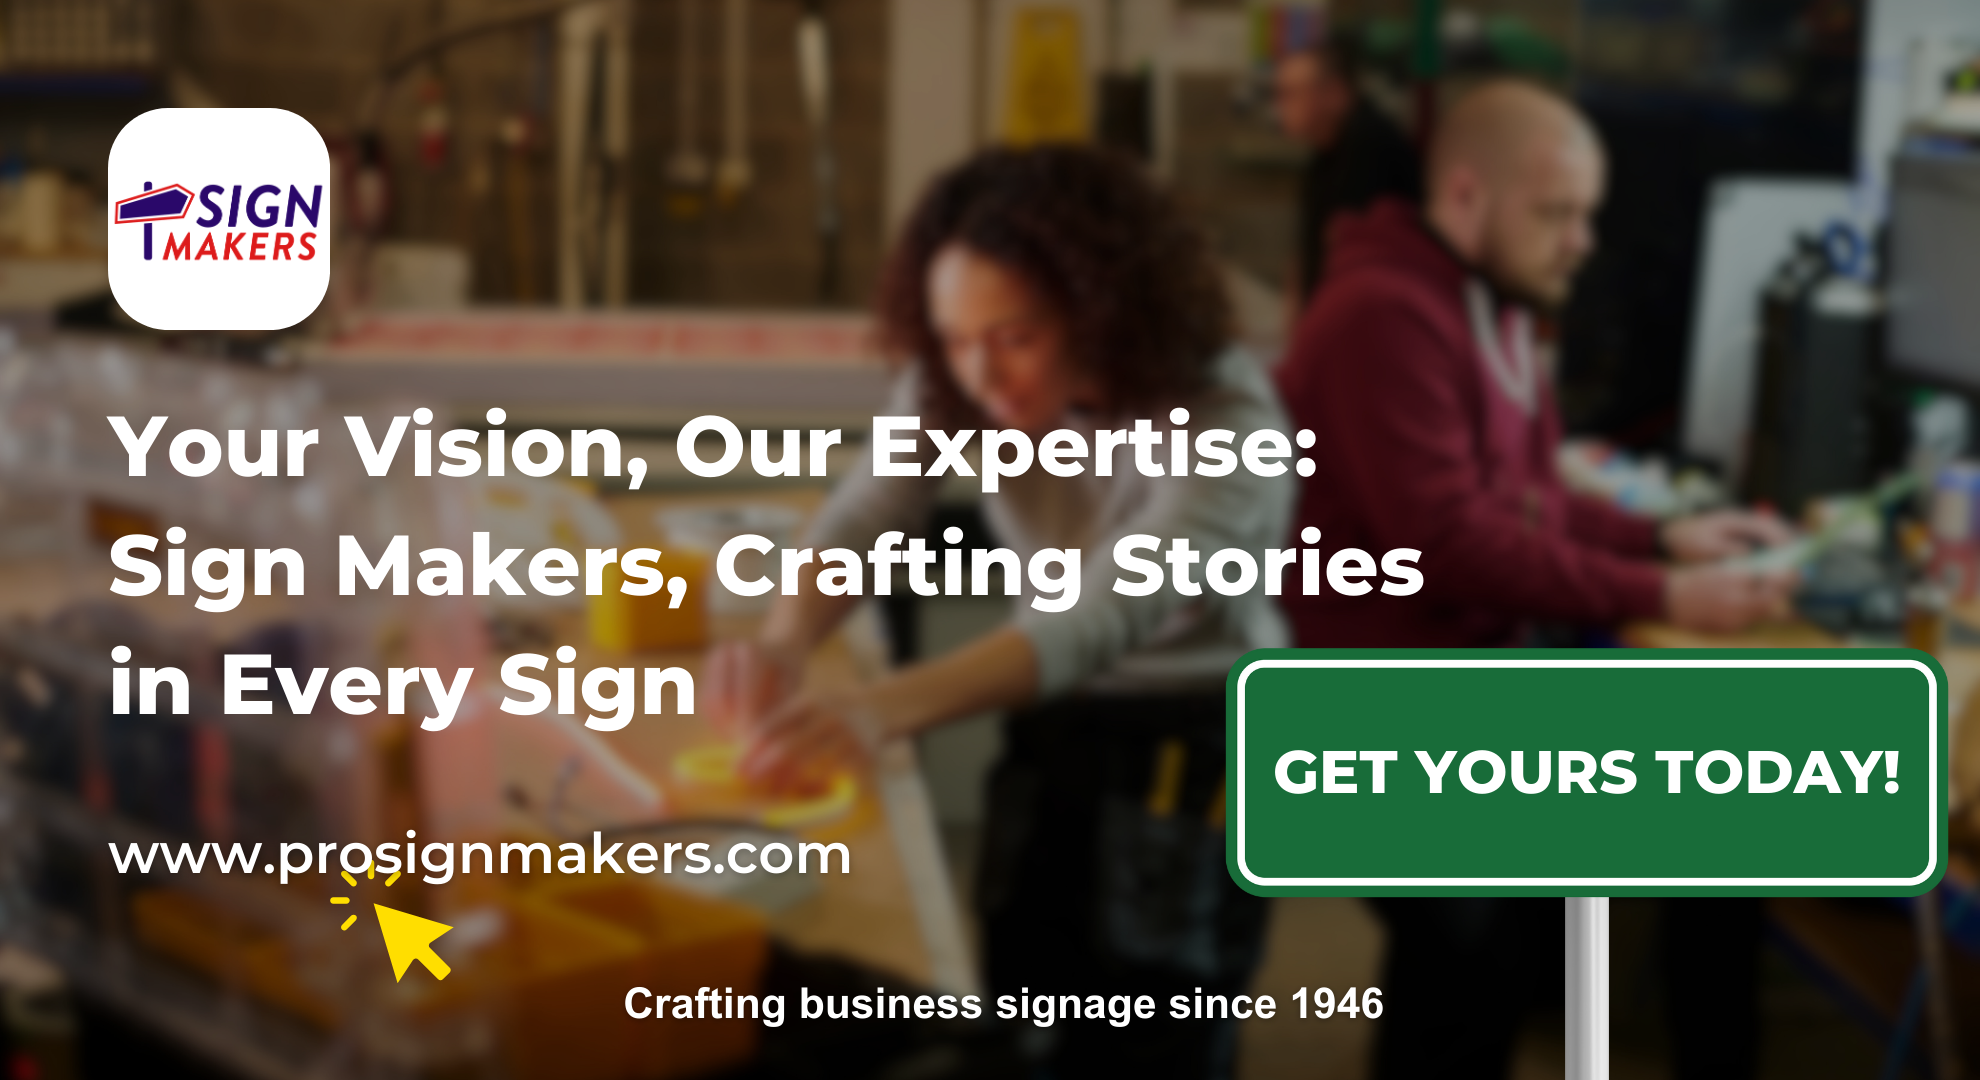 SIGN
MAKERS
Your Vision, Our Expertise:
Sign Makers, Crafting Stories
in Every Sign
GET YOURS TODAY!
www.prosignmakers.com
Crafting business signage since 1946